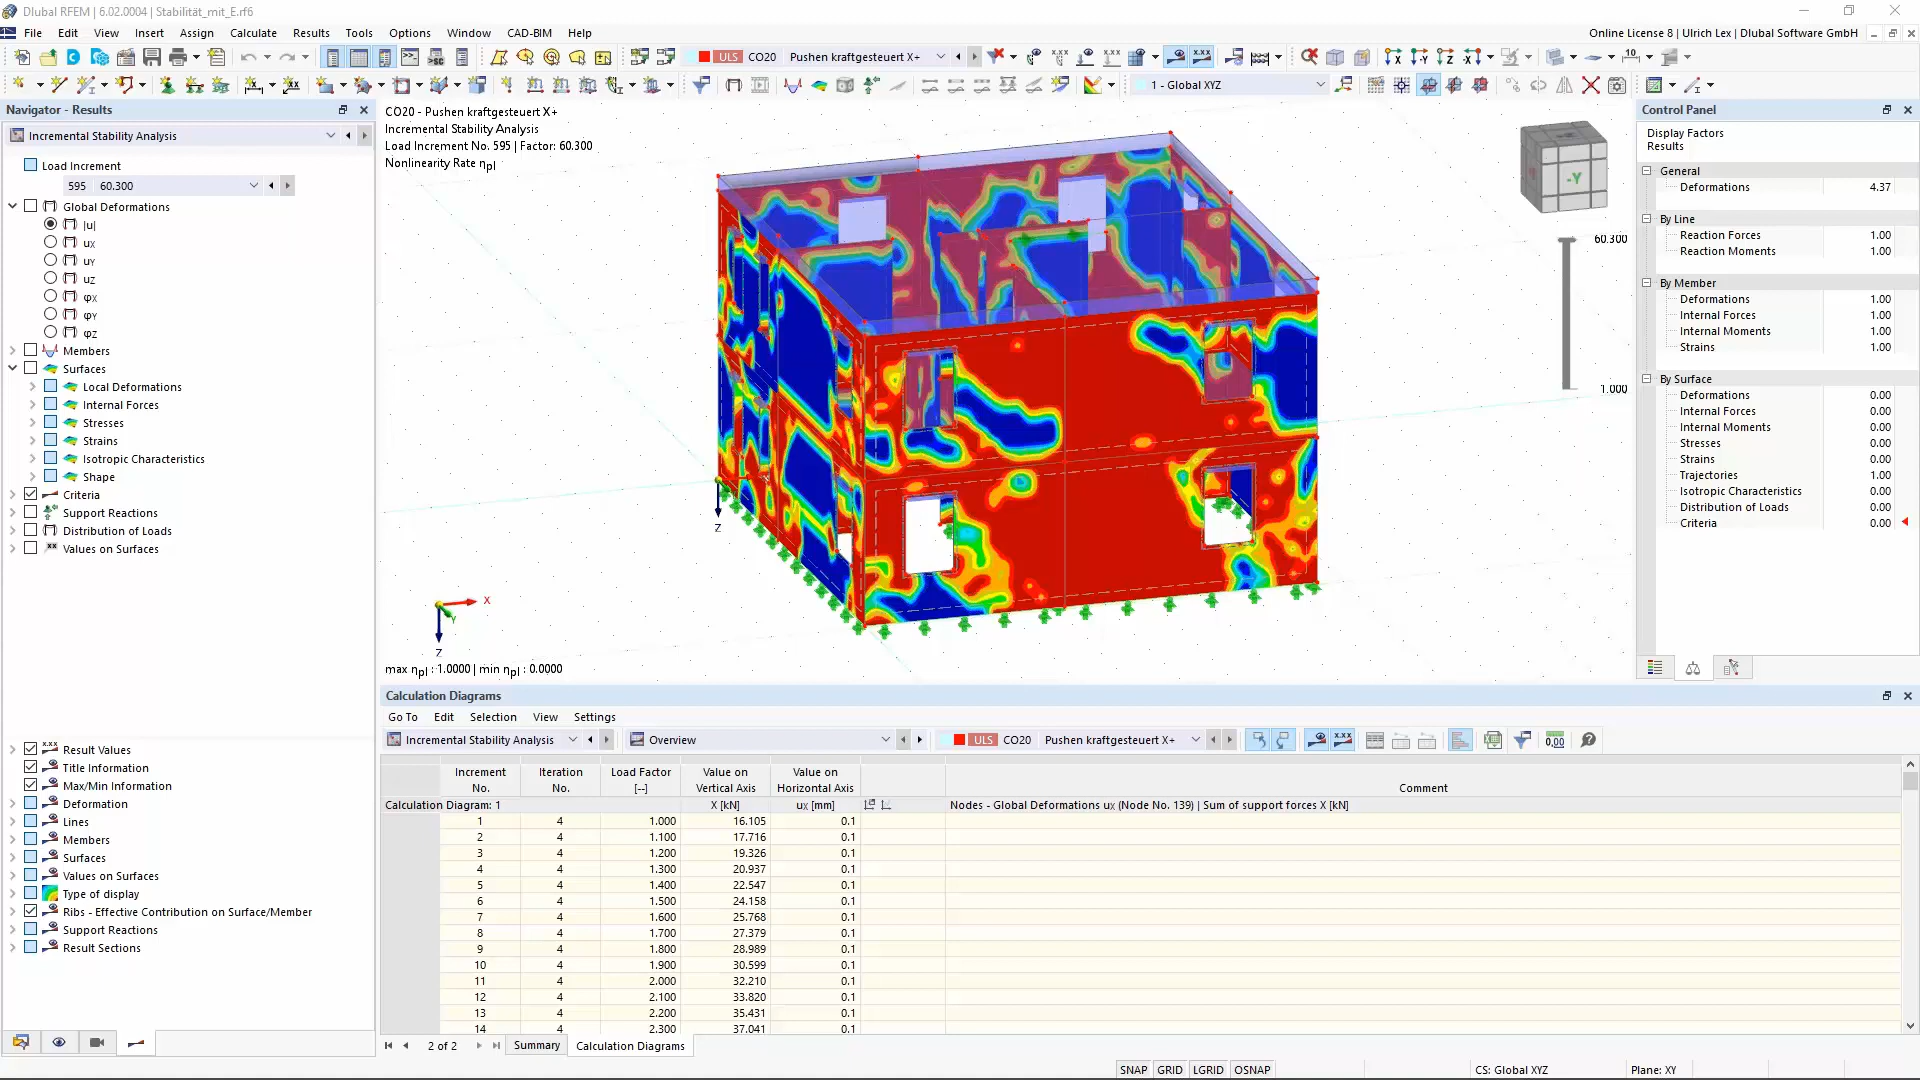 Dlubal RFEM | 6.02.0004 | Stabilität_mit_E.rf6
File Edit View Insert Assign Calculate Results Tools Options Window CAD-BIM Help
Online License 8 | Ulrich Lex | Dlubal Software GmbH
ULS CO20 Pushen kraftgesteuert X+
1 - Global XYZ
Navigator - Results
Incremental Stability Analysis
Load Increment
595 60.300
Global Deformations
|u|
uX
uY
uZ
φX
φY
φZ
Members
Surfaces
Local Deformations
Internal Forces
Stresses
Strains
Isotropic Characteristics
Shape
Criteria
Support Reactions
Distribution of Loads
Values on Surfaces
Result Values
Title Information
Max/Min Information
Deformation
Lines
Members
Surfaces
Values on Surfaces
Type of display
Ribs - Effective Contribution on Surface/Member
Support Reactions
Result Sections
CO20 - Pushen kraftgesteuert X+
Incremental Stability Analysis
Load Increment No. 595 | Factor: 60.300
Nonlinearity Rate ηpl
-Y
60.300
1.000
Z
X
Y
Z
max ηpl : 1.0000 | min ηpl : 0.0000
Control Panel
Display Factors
Results
General
Deformations 4.37
By Line
Reaction Forces 1.00
Reaction Moments 1.00
By Member
Deformations 1.00
Internal Forces 1.00
Internal Moments 1.00
Strains 1.00
By Surface
Deformations 0.00
Internal Forces 0.00
Internal Moments 0.00
Stresses 0.00
Strains 0.00
Trajectories 1.00
Isotropic Characteristics 0.00
Distribution of Loads 0.00
Criteria 0.00
Calculation Diagrams
Go To Edit Selection View Settings
Incremental Stability Analysis Overview ULS CO20 Pushen kraftgesteuert X+
Increment Iteration Load Factor Value on Value on
No. No. [--] Vertical Axis Horizontal Axis Comment
Calculation Diagram: 1 X [kN] uX [mm] Nodes - Global Deformations uX (Node No. 139) | Sum of support forces X [kN]
1 4 1.000 16.105 0.1
2 4 1.100 17.716 0.1
3 4 1.200 19.326 0.1
4 4 1.300 20.937 0.1
5 4 1.400 22.547 0.1
6 4 1.500 24.158 0.1
7 4 1.600 25.768 0.1
8 4 1.700 27.379 0.1
9 4 1.800 28.989 0.1
10 4 1.900 30.599 0.1
11 4 2.000 32.210 0.1
12 4 2.100 33.820 0.1
13 4 2.200 35.431 0.1
14 4 2.300 37.041 0.1
2 of 2 Summary Calculation Diagrams
SNAP GRID LGRID OSNAP CS: Global XYZ Plane: XY